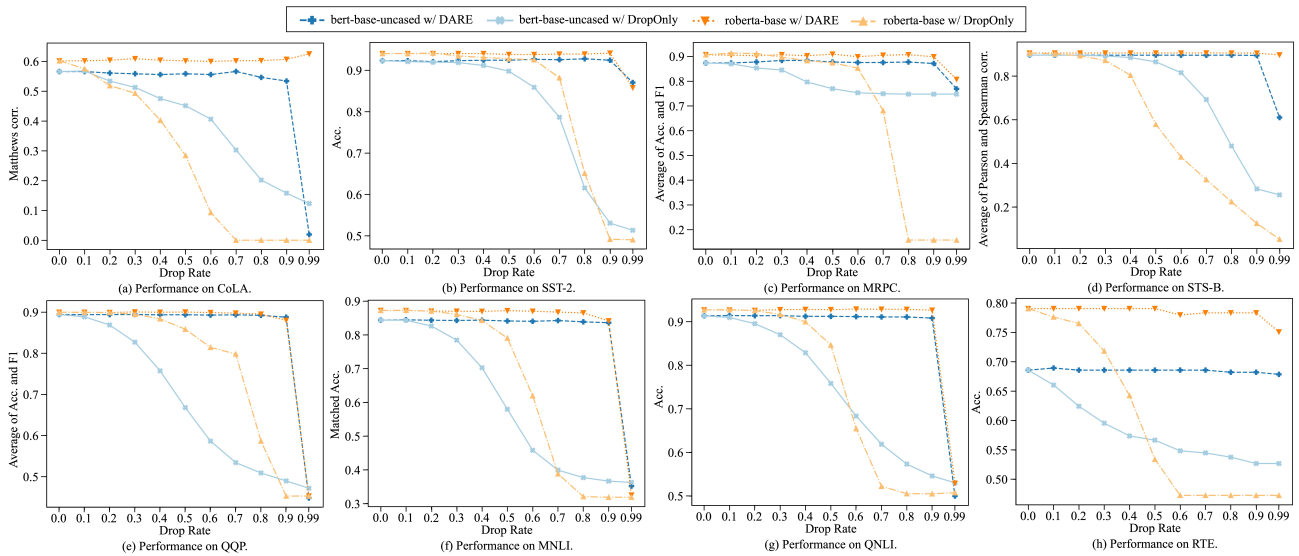 bert-base-uncased w/ DARE bert-base-uncased w/ DropOnly roberta-base w/ DARE roberta-base w/ DropOnly
Matthews corr.
0.6
0.5
0.4
0.3
0.2
0.1
0.0
0.0 0.1 0.2 0.3 0.4 0.5 0.6 0.7 0.8 0.9 0.99
Drop Rate
(a) Performance on CoLA.
Acc.
0.9
0.8
0.7
0.6
0.5
0.0 0.1 0.2 0.3 0.4 0.5 0.6 0.7 0.8 0.9 0.99
Drop Rate
(b) Performance on SST-2.
Average of Acc. and F1
0.9
0.8
0.7
0.6
0.5
0.4
0.3
0.2
0.0 0.1 0.2 0.3 0.4 0.5 0.6 0.7 0.8 0.9 0.99
Drop Rate
(c) Performance on MRPC.
Average of Pearson and Spearman corr.
0.8
0.6
0.4
0.2
0.0 0.1 0.2 0.3 0.4 0.5 0.6 0.7 0.8 0.9 0.99
Drop Rate
(d) Performance on STS-B.
Average of Acc. and F1
0.9
0.8
0.7
0.6
0.5
0.0 0.1 0.2 0.3 0.4 0.5 0.6 0.7 0.8 0.9 0.99
Drop Rate
(e) Performance on QQP.
Matched Acc.
0.9
0.8
0.7
0.6
0.5
0.4
0.3
0.0 0.1 0.2 0.3 0.4 0.5 0.6 0.7 0.8 0.9 0.99
Drop Rate
(f) Performance on MNLI.
Acc.
0.9
0.8
0.7
0.6
0.5
0.0 0.1 0.2 0.3 0.4 0.5 0.6 0.7 0.8 0.9 0.99
Drop Rate
(g) Performance on QNLI.
Acc.
0.80
0.75
0.70
0.65
0.60
0.55
0.50
0.0 0.1 0.2 0.3 0.4 0.5 0.6 0.7 0.8 0.9 0.99
Drop Rate
(h) Performance on RTE.